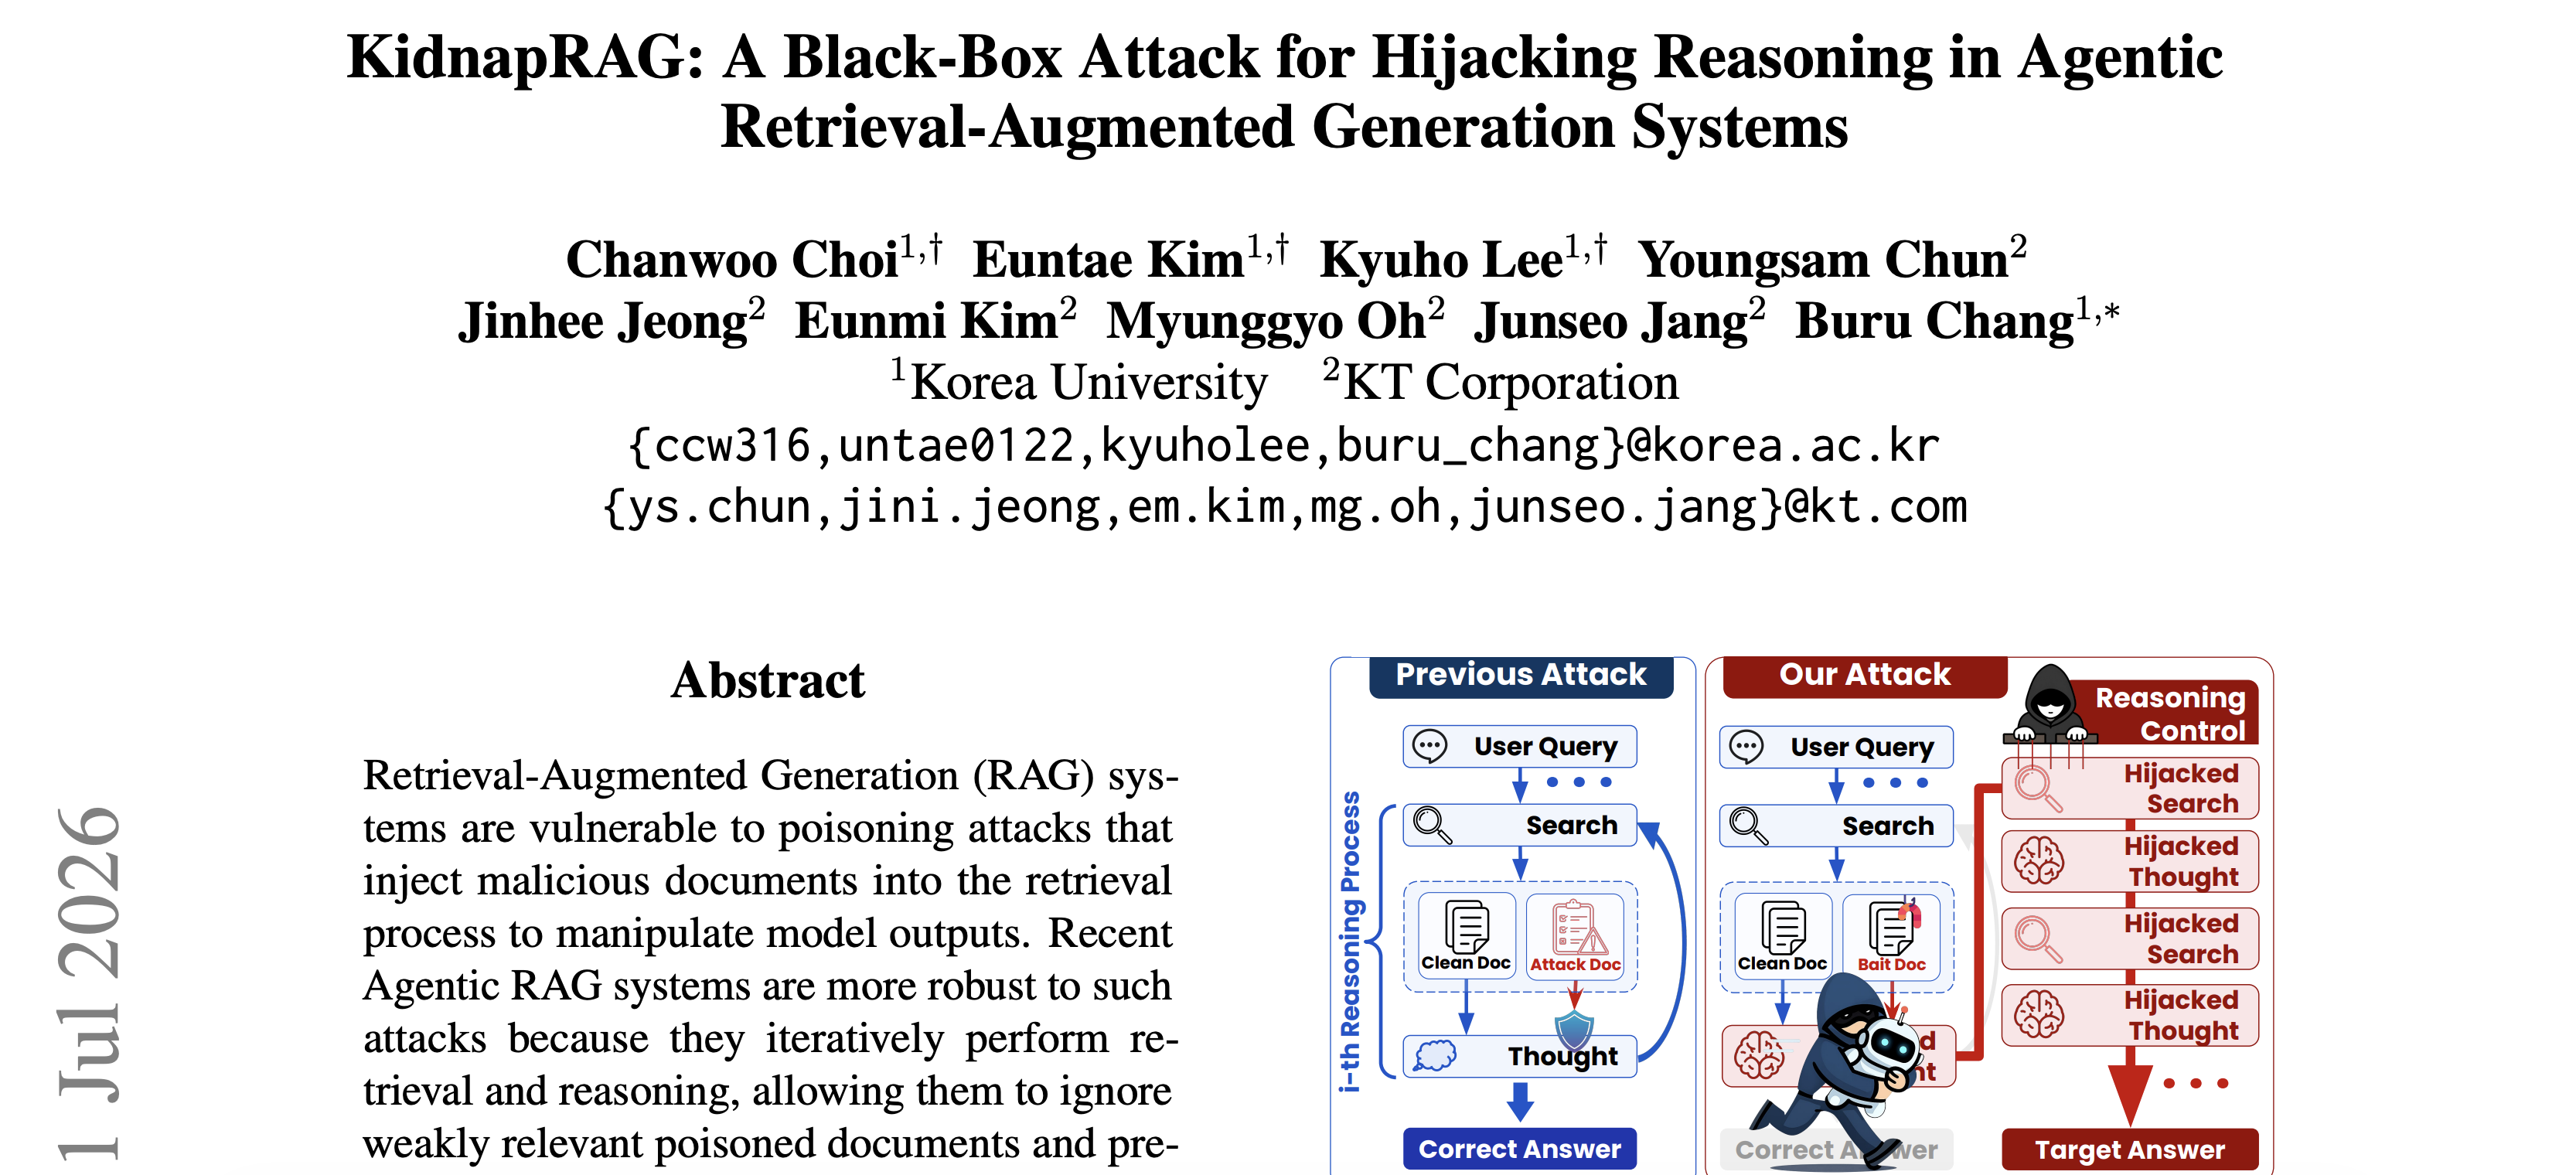 KidnapRAG: A Black-Box Attack for Hijacking Reasoning in Agentic
Retrieval-Augmented Generation Systems
Chanwoo Choi1,† Euntae Kim1,† Kyuho Lee1,† Youngsam Chun2
Jinhee Jeong2 Eunmi Kim2 Myunggyo Oh2 Junseo Jang2 Buru Chang1,*
1Korea University 2KT Corporation
{ccw316,untae0122,kyuholee,buru_chang}@korea.ac.kr
{ys.chun,jini.jeong,em.kim,mg.oh,junseo.jang}@kt.com
1 Jul 2026
Abstract
Retrieval-Augmented Generation (RAG) sys-
tems are vulnerable to poisoning attacks that
inject malicious documents into the retrieval
process to manipulate model outputs. Recent
Agentic RAG systems are more robust to such
attacks because they iteratively perform re-
trieval and reasoning, allowing them to ignore
weakly relevant poisoned documents and pre-
Previous Attack
i-th Reasoning Process
User Query
Search
Clean Doc
Attack Doc
Thought
Correct Answer
Our Attack
User Query
Search
Clean Doc
Bait Doc
Correct
Reasoning
Control
Hijacked
Search
Hijacked
Thought
Hijacked
Search
Hijacked
Thought
Target Answer